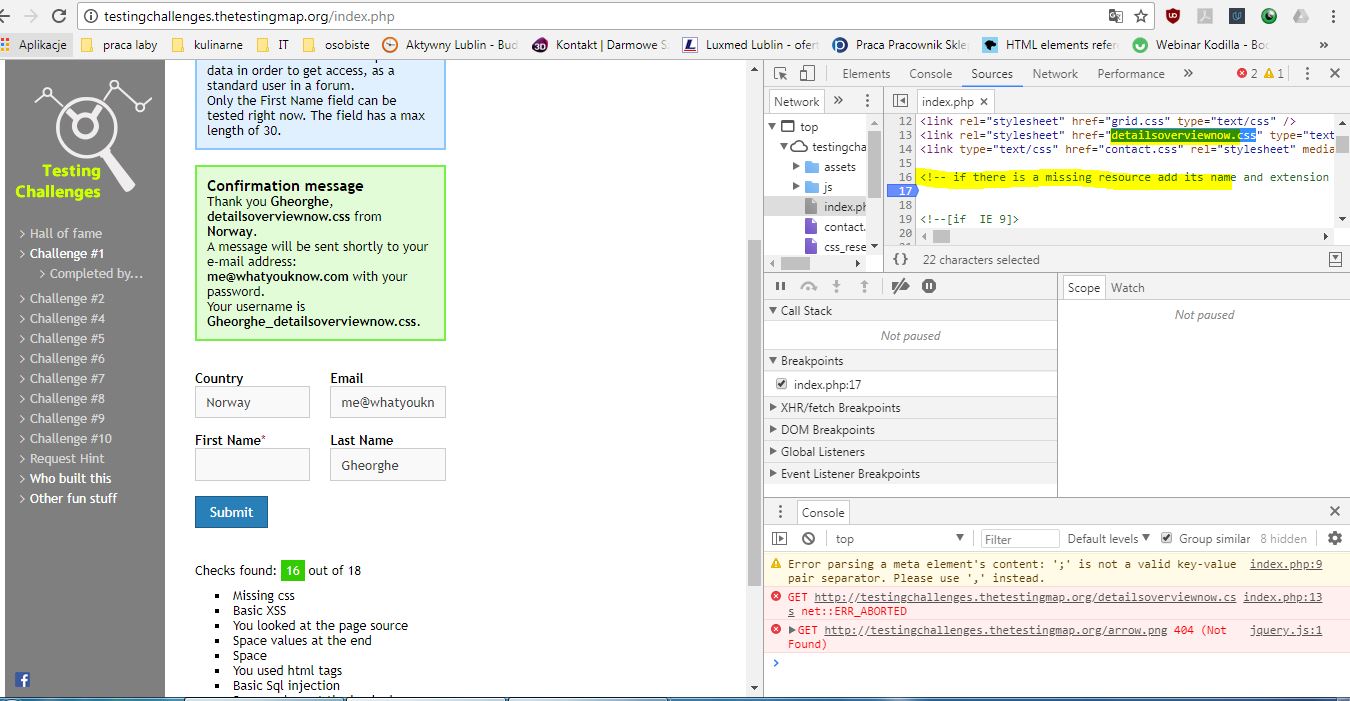 testingchallenges.thetestingmap.org/index.php
Aplikacje praca laby kulinarne IT osobiste Aktywny Lublin - Bud Kontakt | Darmowe S Luxmed Lublin - ofert Praca Pracownik Skle HTML elements refer Webinar Kodilla - Boo »
Testing
Challenges
> Hall of fame
> Challenge #1
> Completed by...
> Challenge #2
> Challenge #4
> Challenge #5
> Challenge #6
> Challenge #7
> Challenge #8
> Challenge #9
> Challenge #10
> Request Hint
> Who built this
> Other fun stuff
data in order to get access, as a
standard user in a forum.
Only the First Name field can be
tested right now. The field has a max
length of 30.
Confirmation message
Thank you Gheorghe,
detailsoverviewnow.css from
Norway.
A message will be sent shortly to your
e-mail address:
me@whatyouknow.com with your
password.
Your username is
Gheorghe_detailsoverviewnow.css.
Country Email
Norway me@whatyoukn
First Name* Last Name
Gheorghe
Submit
Checks found: 16 out of 18
Missing css
Basic XSS
You looked at the page source
Space values at the end
Space
You used html tags
Basic Sql injection
Elements Console Sources Network Performance » 2 1
Network »
top
testingcha
assets
js
index.ph
contact.
css_rese
index.php ×
12 <link rel="stylesheet" href="grid.css" type="text/css" />
13 <link rel="stylesheet" href="detailsoverviewnow.css" type="text
14 <link type="text/css" href="contact.css" rel="stylesheet" media
15
16 <!-- if there is a missing resource add its name and extension
17
18
19 <!--[if IE 9]>
20
{} 22 characters selected
Call Stack
Not paused
Breakpoints
index.php:17
XHR/fetch Breakpoints
DOM Breakpoints
Global Listeners
Event Listener Breakpoints
Scope Watch
Not paused
Console
top Filter Default levels Group similar 8 hidden
Error parsing a meta element's content: ';' is not a valid key-value index.php:9
pair separator. Please use ',' instead.
GET http://testingchallenges.thetestingmap.org/detailsoverviewnow.cs index.php:13
s net::ERR_ABORTED
GET http://testingchallenges.thetestingmap.org/arrow.png 404 (Not jquery.js:1
Found)
>